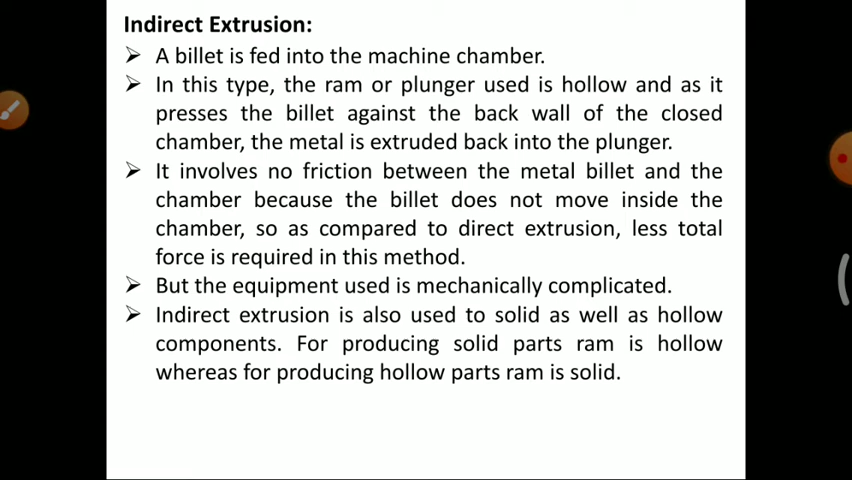 Indirect Extrusion:
➢ A billet is fed into the machine chamber.
➢ In this type, the ram or plunger used is hollow and as it
presses the billet against the back wall of the closed
chamber, the metal is extruded back into the plunger.
➢ It involves no friction between the metal billet and the
chamber because the billet does not move inside the
chamber, so as compared to direct extrusion, less total
force is required in this method.
➢ But the equipment used is mechanically complicated.
➢ Indirect extrusion is also used to solid as well as hollow
components. For producing solid parts ram is hollow
whereas for producing hollow parts ram is solid.